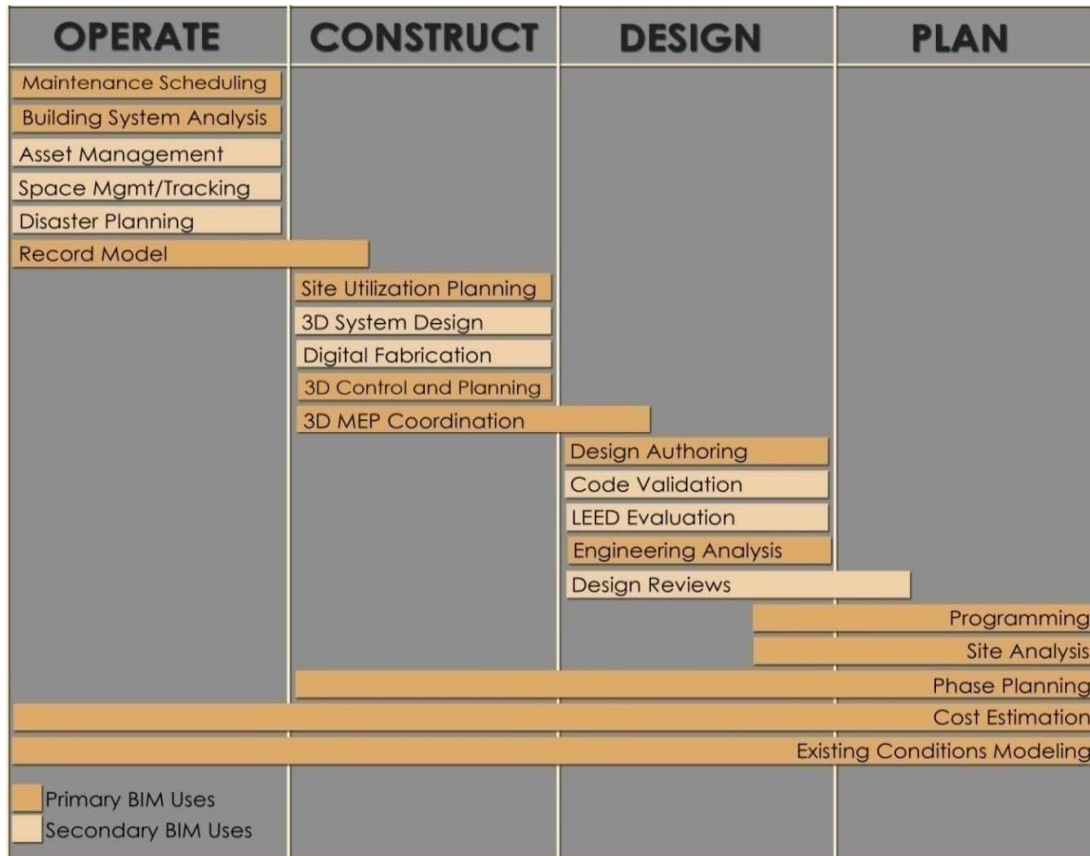 OPERATE CONSTRUCT DESIGN PLAN
Maintenance Scheduling
Building System Analysis
Asset Management
Space Mgmt/Tracking
Disaster Planning
Record Model
Site Utilization Planning
3D System Design
Digital Fabrication
3D Control and Planning
3D MEP Coordination
Design Authoring
Code Validation
LEED Evaluation
Engineering Analysis
Design Reviews
Programming
Site Analysis
Phase Planning
Cost Estimation
Existing Conditions Modeling
Primary BIM Uses
Secondary BIM Uses